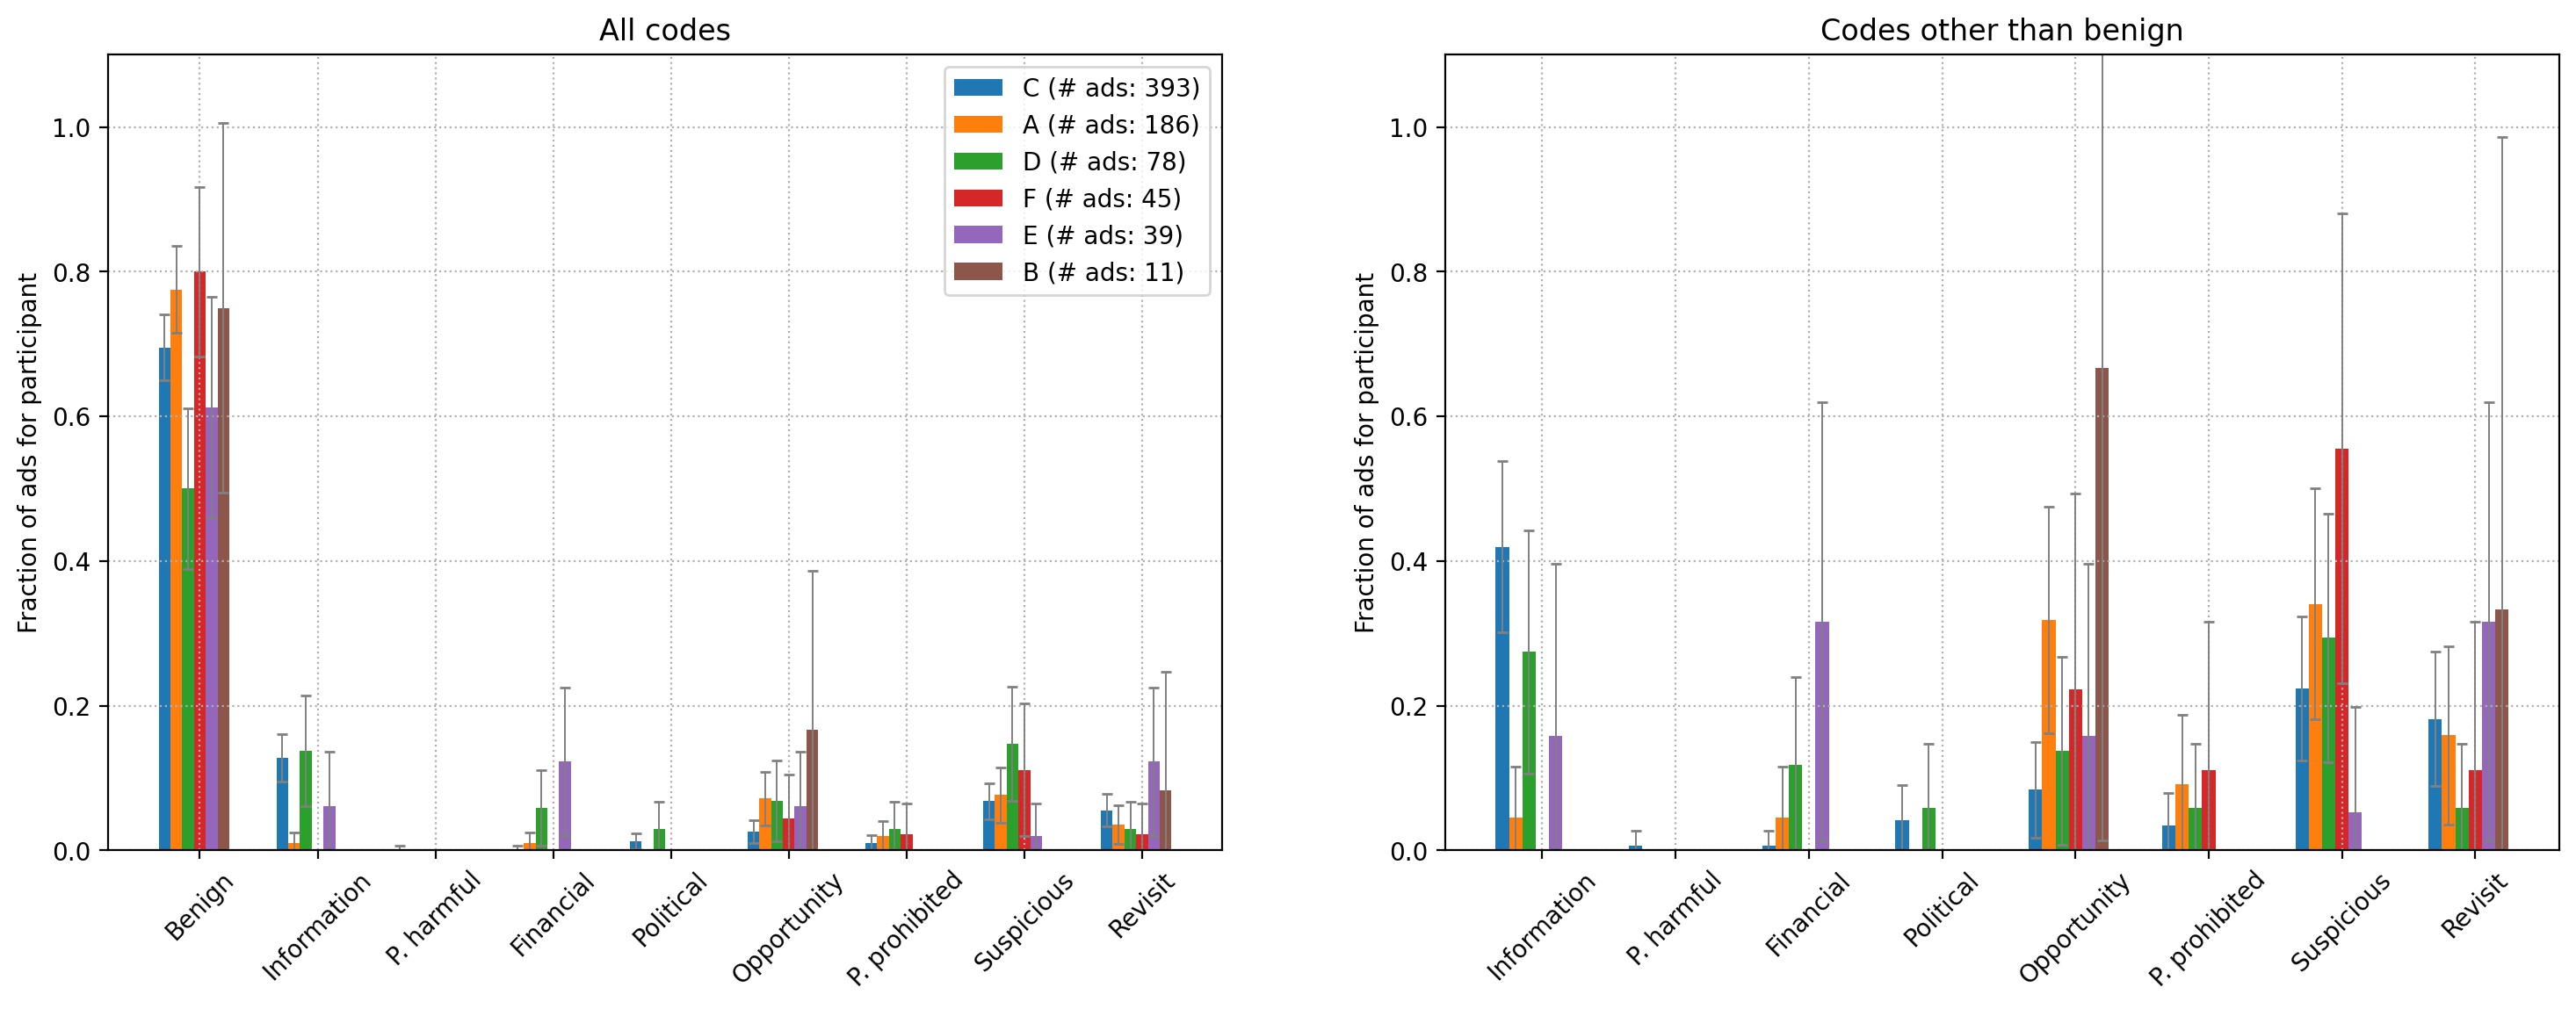 All codes
Fraction of ads for participant
1.0
0.8
0.6
0.4
0.2
0.0
C (# ads: 393)
A (# ads: 186)
D (# ads: 78)
F (# ads: 45)
E (# ads: 39)
B (# ads: 11)
Benign
Information
P. harmful
Financial
Political
Opportunity
P. prohibited
Suspicious
Revisit
Codes other than benign
Fraction of ads for participant
1.0
0.8
0.6
0.4
0.2
0.0
Information
P. harmful
Financial
Political
Opportunity
P. prohibited
Suspicious
Revisit